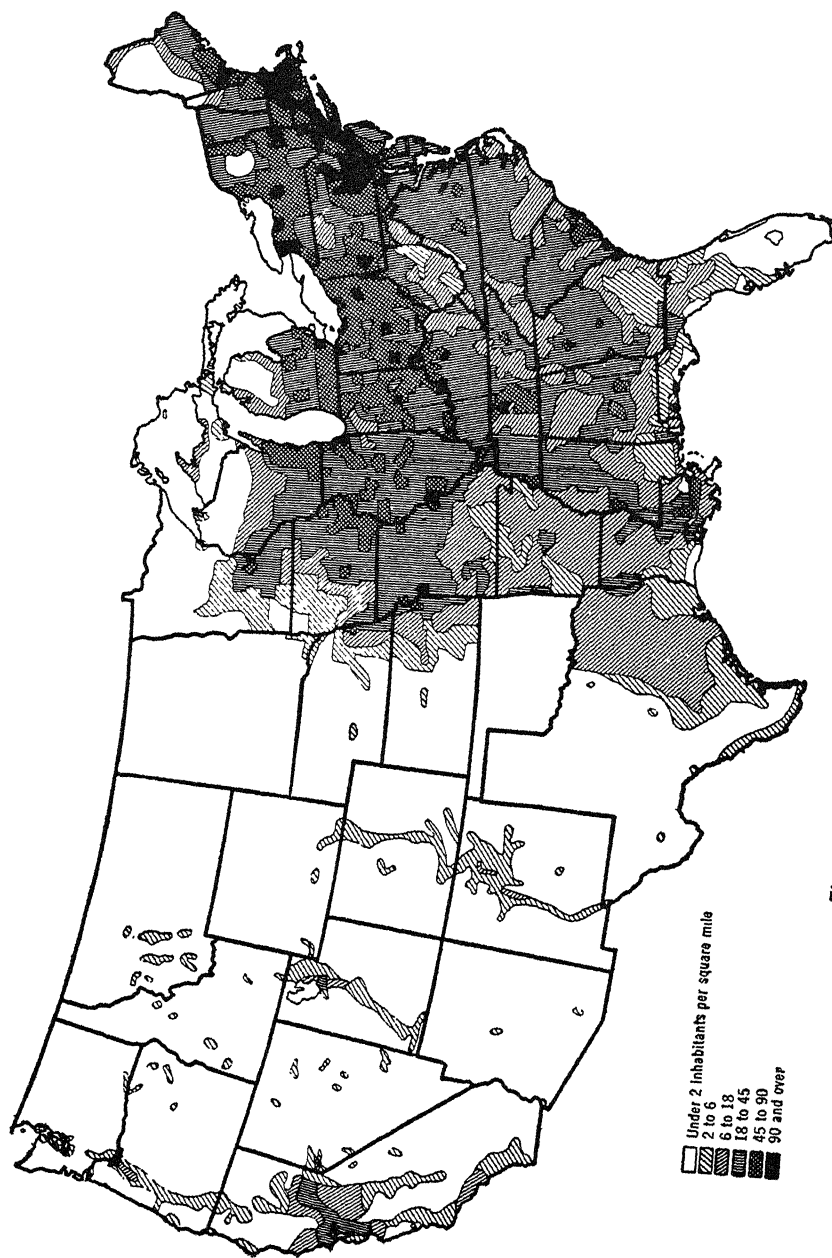 Under 2 inhabitants per square mile
2 to 6
6 to 18
18 to 45
45 to 90
90 and over